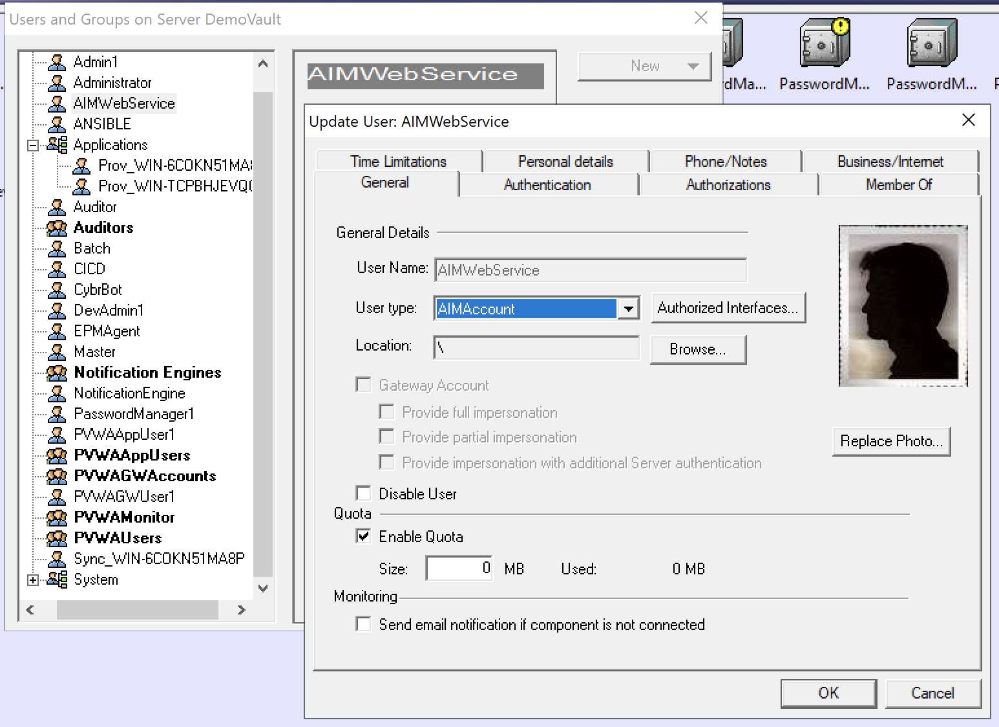 Users and Groups on Server DemoVault
Admin1
Administrator
AIMWebService
ANSIBLE
Applications
Prov_WIN-6COKN51MA
Prov_WIN-TCPBHJEVQ
Auditor
Auditors
Batch
CICD
CybrBot
DevAdmin1
EPMAgent
Master
Notification Engines
NotificationEngine
PasswordManager1
PVWAAppUser1
PVWAAppUsers
PVWAGWAccounts
PVWAGWUser1
PVWAMonitor
PVWAUsers
Sync_WIN-6COKN51MA8P
System
AIMWebService
New
dMa...
PasswordM...
PasswordM...
Update User: AIMWebService
Time Limitations
Personal details
Phone/Notes
Business/Internet
General
Authentication
Authorizations
Member Of
General Details
User Name: AIMWebService
User type: AIMAccount
Authorized Interfaces...
Location: \
Browse...
Gateway Account
Provide full impersonation
Provide partial impersonation
Provide impersonation with additional Server authentication
Replace Photo...
Disable User
Quota
Enable Quota
Size: 0 MB Used: 0 MB
Monitoring
Send email notification if component is not connected
OK
Cancel